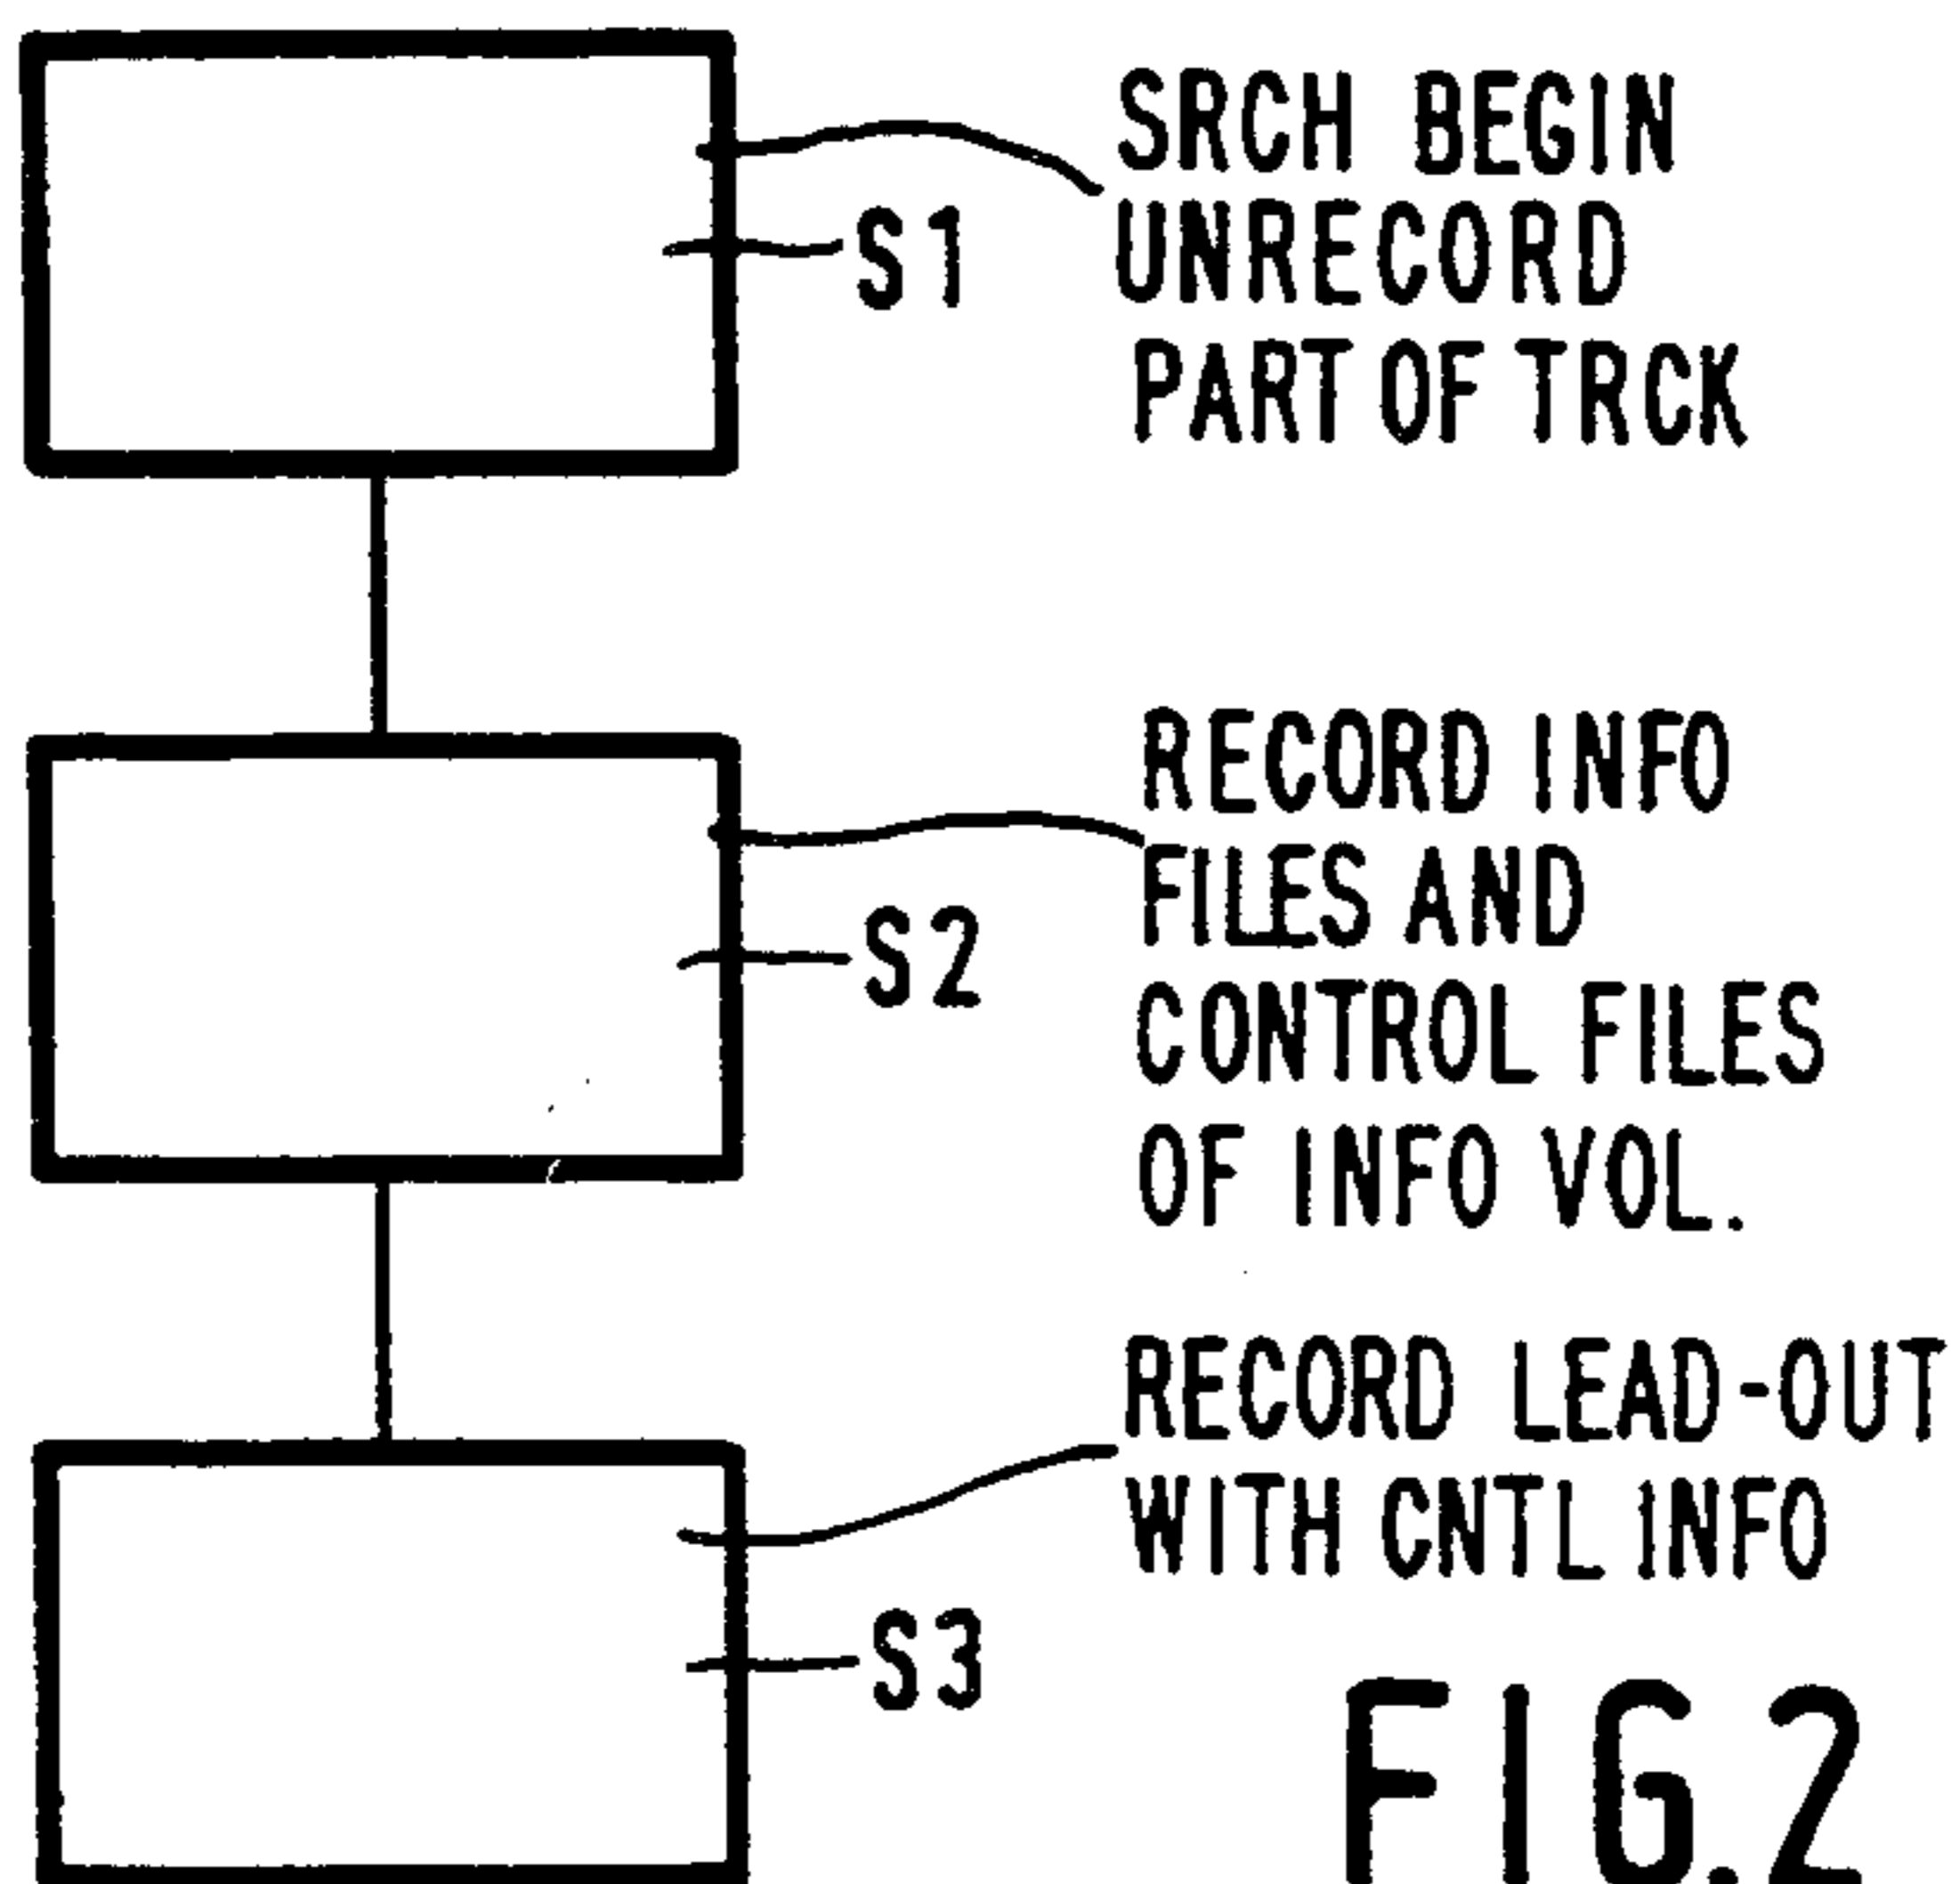 SRCH BEGIN
UNRECORD
PART OF TRCK
S1
RECORD INFO
FILES AND
CONTROL FILES
OF INFO VOL.
S2
RECORD LEAD-OUT
WITH CNTL INFO
S3
FIG.2